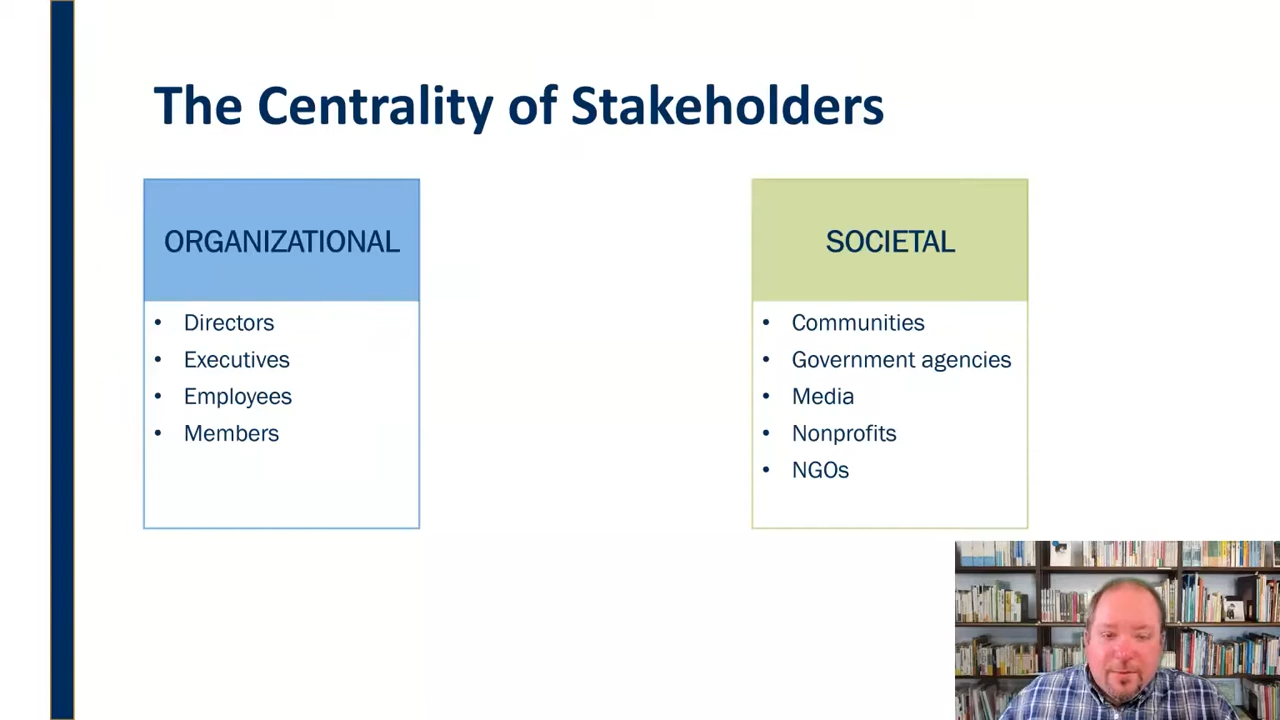 The Centrality of Stakeholders
ORGANIZATIONAL
• Directors
• Executives
• Employees
• Members
SOCIETAL
• Communities
• Government agencies
• Media
• Nonprofits
• NGOs